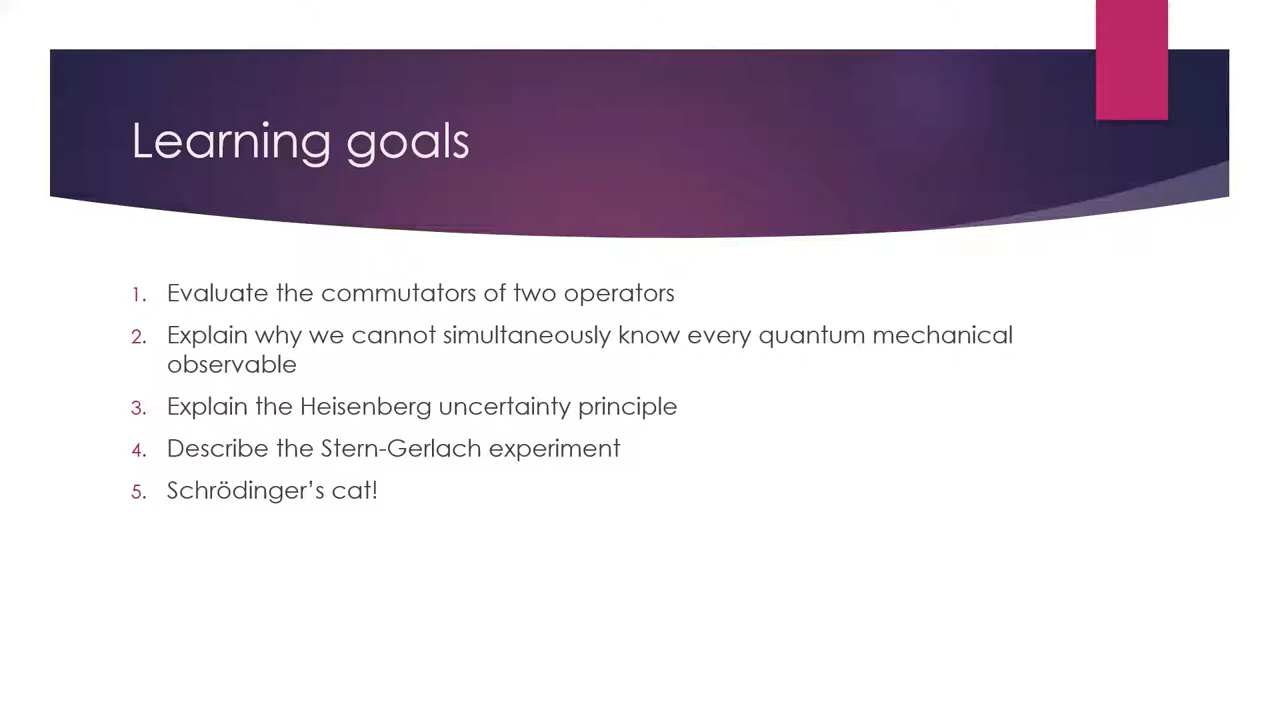 Learning goals
1. Evaluate the commutators of two operators
2. Explain why we cannot simultaneously know every quantum mechanical
observable
3. Explain the Heisenberg uncertainty principle
4. Describe the Stern-Gerlach experiment
5. Schrödinger’s cat!